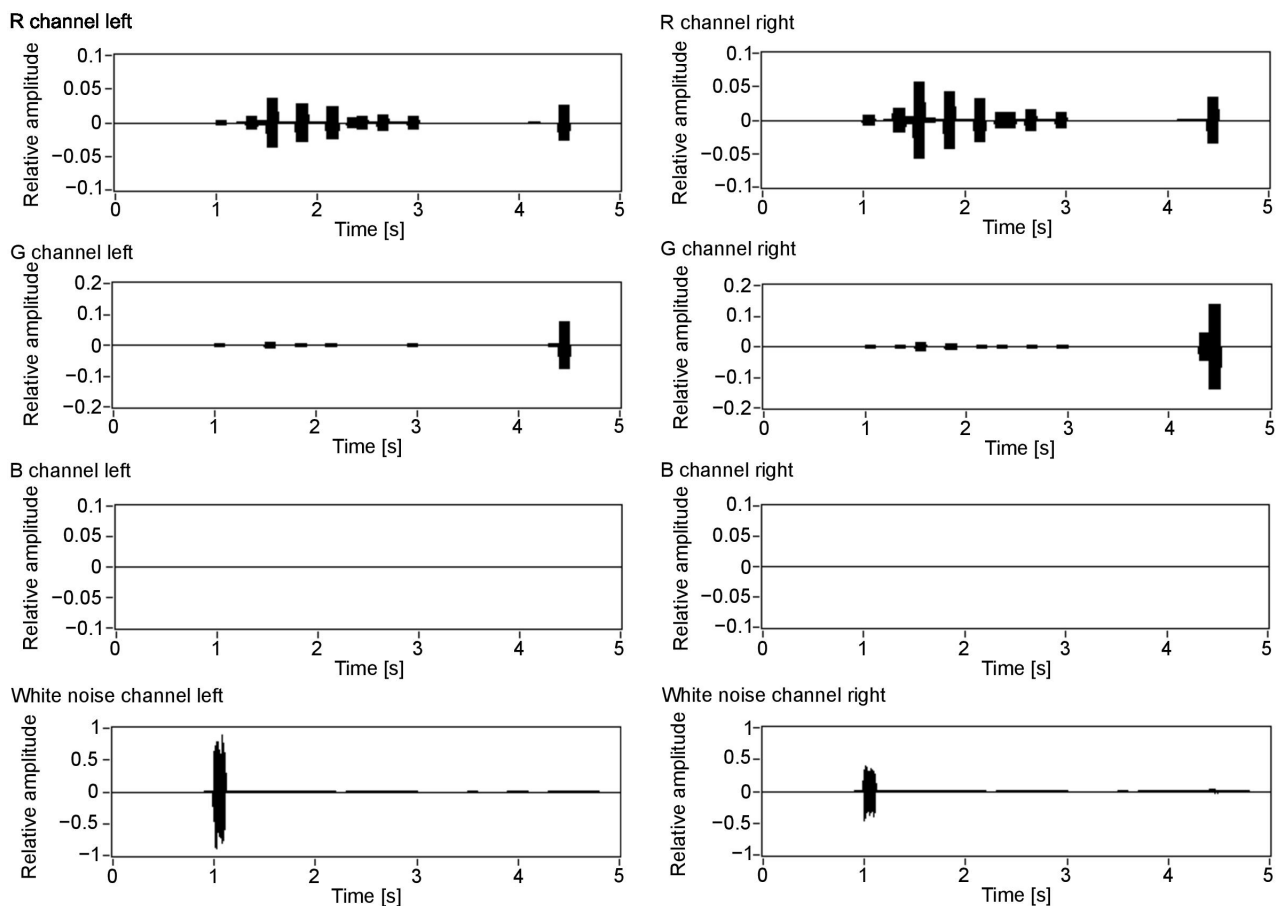 R channel left
Relative amplitude
0.1
0.05
0
−0.05
−0.1
0 1 2 3 4 5
Time [s]
R channel right
Relative amplitude
0.1
0.05
0
−0.05
−0.1
0 1 2 3 4 5
Time [s]
G channel left
Relative amplitude
0.2
0.1
0
−0.1
−0.2
0 1 2 3 4 5
Time [s]
G channel right
Relative amplitude
0.2
0.1
0
−0.1
−0.2
0 1 2 3 4 5
Time [s]
B channel left
Relative amplitude
0.1
0.05
0
−0.05
−0.1
0 1 2 3 4 5
Time [s]
B channel right
Relative amplitude
0.1
0.05
0
−0.05
−0.1
0 1 2 3 4 5
Time [s]
White noise channel left
Relative amplitude
1
0.5
0
−0.5
−1
0 1 2 3 4 5
Time [s]
White noise channel right
Relative amplitude
1
0.5
0
−0.5
−1
0 1 2 3 4 5
Time [s]